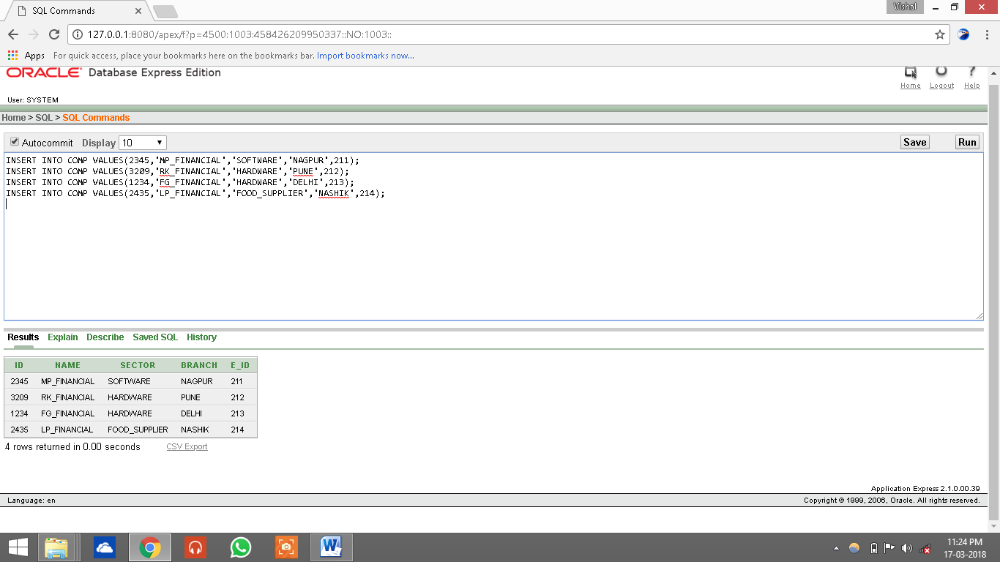 SQL Commands
Vishal
127.0.0.1:8080/apex/f?p=4500:1003:458426209950337::NO:1003::
Apps For quick access, place your bookmarks here on the bookmarks bar. Import bookmarks now...
ORACLE Database Express Edition
Home Logout Help
User: SYSTEM
Home > SQL > SQL Commands
Autocommit Display 10 Save Run
INSERT INTO COMP VALUES(2345,'MP_FINANCIAL','SOFTWARE','NAGPUR',211);
INSERT INTO COMP VALUES(3209,'RK_FINANCIAL','HARDWARE','PUNE',212);
INSERT INTO COMP VALUES(1234,'FG_FINANCIAL','HARDWARE','DELHI',213);
INSERT INTO COMP VALUES(2435,'LP_FINANCIAL','FOOD_SUPPLIER','NASHIK',214);
Results Explain Describe Saved SQL History
ID NAME SECTOR BRANCH E_ID
2345 MP_FINANCIAL SOFTWARE NAGPUR 211
3209 RK_FINANCIAL HARDWARE PUNE 212
1234 FG_FINANCIAL HARDWARE DELHI 213
2435 LP_FINANCIAL FOOD_SUPPLIER NASHIK 214
4 rows returned in 0.00 seconds CSV Export
Application Express 2.1.0.00.39
Language: en Copyright © 1999, 2006, Oracle. All rights reserved.
11:24 PM
17-03-2018